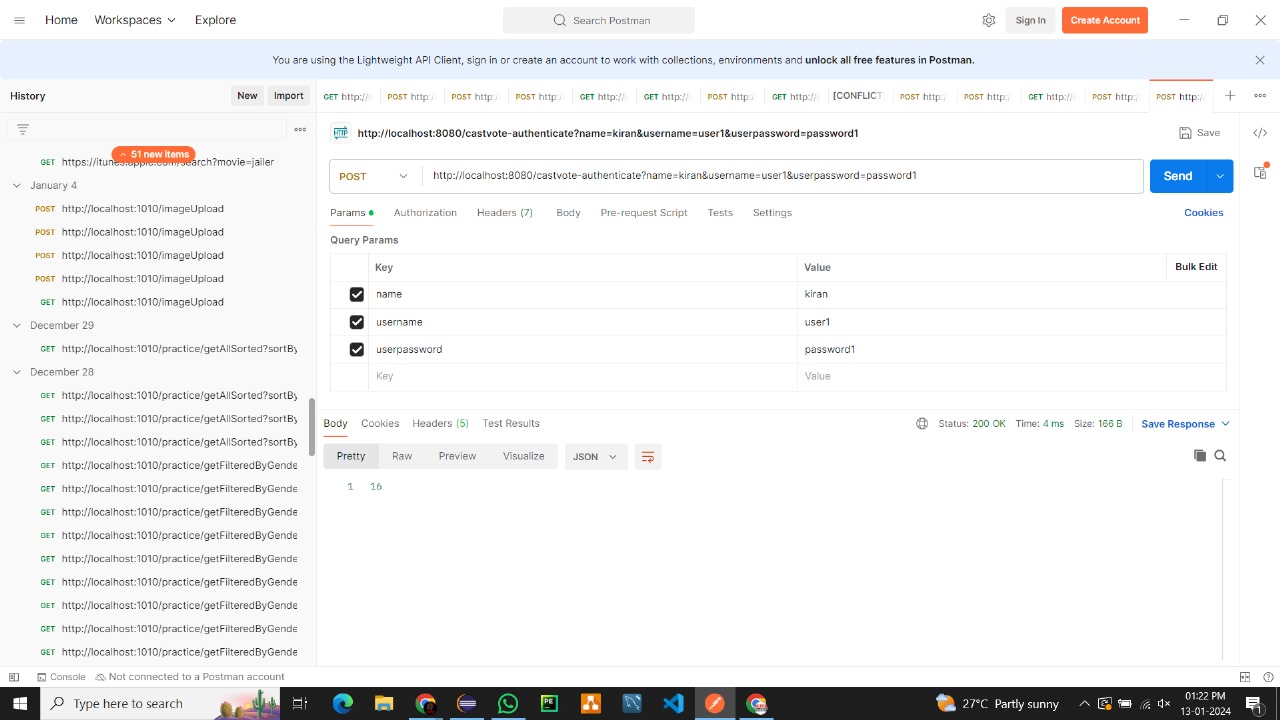 Home Workspaces Explore Search Postman Sign In Create Account
You are using the Lightweight API Client, sign in or create an account to work with collections, environments and unlock all free features in Postman.
History New Import
GET http://l POST http:/ POST http:/ POST http:/ GET http://l GET http://l POST http:/ GET http://l [CONFLICT] POST http:/ POST http:/ GET http://l POST http:/ POST http:/
51 new items
GET https://itunes.apple.com/search?movie=jailer
January 4
POST http://localhost:1010/imageUpload
POST http://localhost:1010/imageUpload
POST http://localhost:1010/imageUpload
POST http://localhost:1010/imageUpload
GET http://localhost:1010/imageUpload
December 29
GET http://localhost:1010/practice/getAllSorted?sortBy
December 28
GET http://localhost:1010/practice/getAllSorted?sortBy
GET http://localhost:1010/practice/getAllSorted?sortBy
GET http://localhost:1010/practice/getAllSorted?sortBy
GET http://localhost:1010/practice/getFilteredByGende
GET http://localhost:1010/practice/getFilteredByGende
GET http://localhost:1010/practice/getFilteredByGende
GET http://localhost:1010/practice/getFilteredByGende
GET http://localhost:1010/practice/getFilteredByGende
GET http://localhost:1010/practice/getFilteredByGende
GET http://localhost:1010/practice/getFilteredByGende
GET http://localhost:1010/practice/getFilteredByGende
GET http://localhost:1010/practice/getFilteredByGende
HTTP http://localhost:8080/castvote-authenticate?name=kiran&username=user1&userpassword=password1 Save
POST http://localhost:8080/castvote-authenticate?name=kiran&username=user1&userpassword=password1 Send
Params Authorization Headers (7) Body Pre-request Script Tests Settings Cookies
Query Params
Key Value Bulk Edit
name kiran
username user1
userpassword password1
Key Value
Body Cookies Headers (5) Test Results Status: 200 OK Time: 4 ms Size: 166 B Save Response
Pretty Raw Preview Visualize JSON
1 16
Console Not connected to a Postman account
Type here to search 27°C Partly sunny 01:22 PM
13-01-2024 1